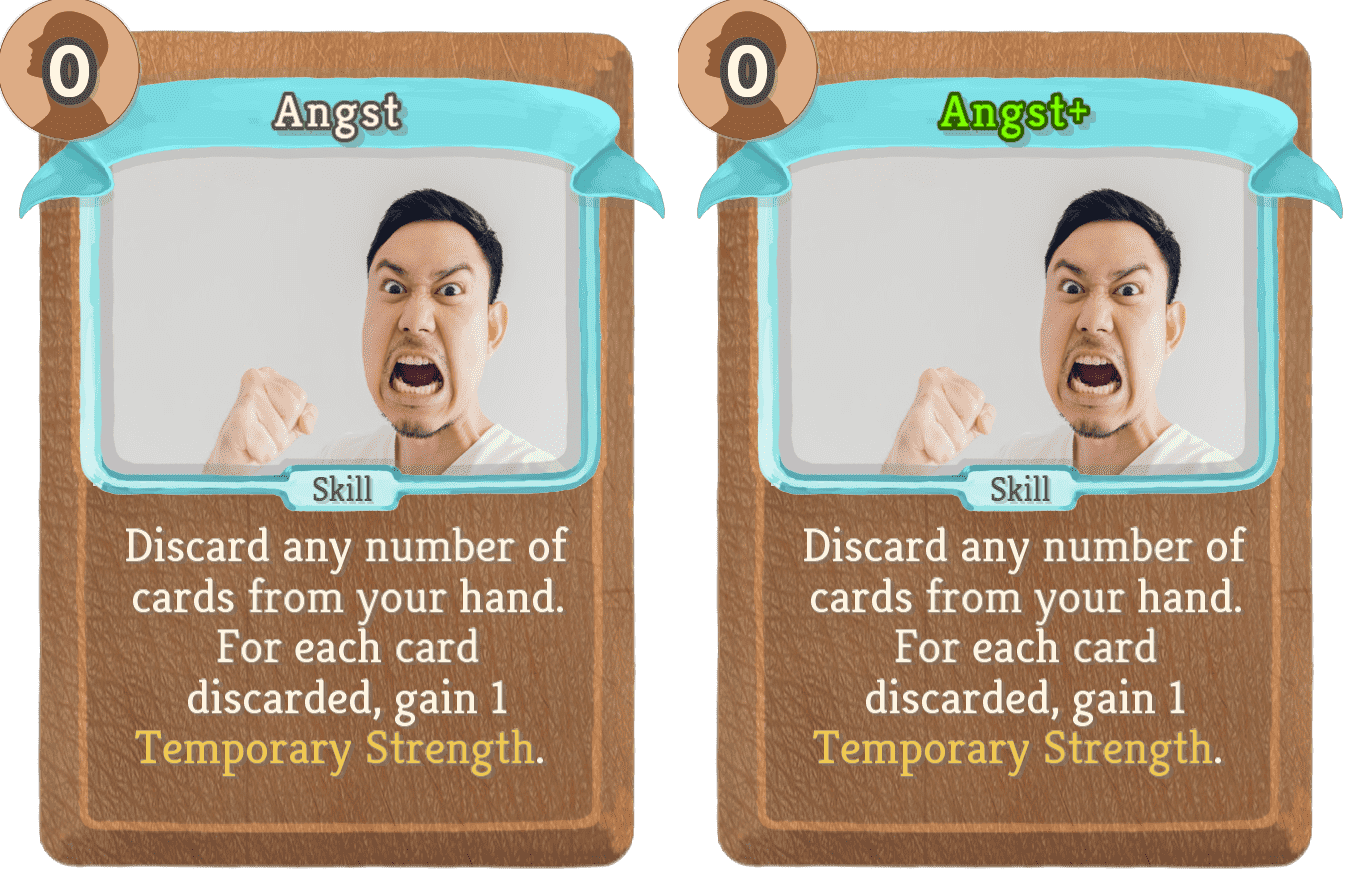 0
Angst
Skill
Discard any number of
cards from your hand.
For each card
discarded, gain 1
Temporary Strength.
0
Angst+
Skill
Discard any number of
cards from your hand.
For each card
discarded, gain 1
Temporary Strength.